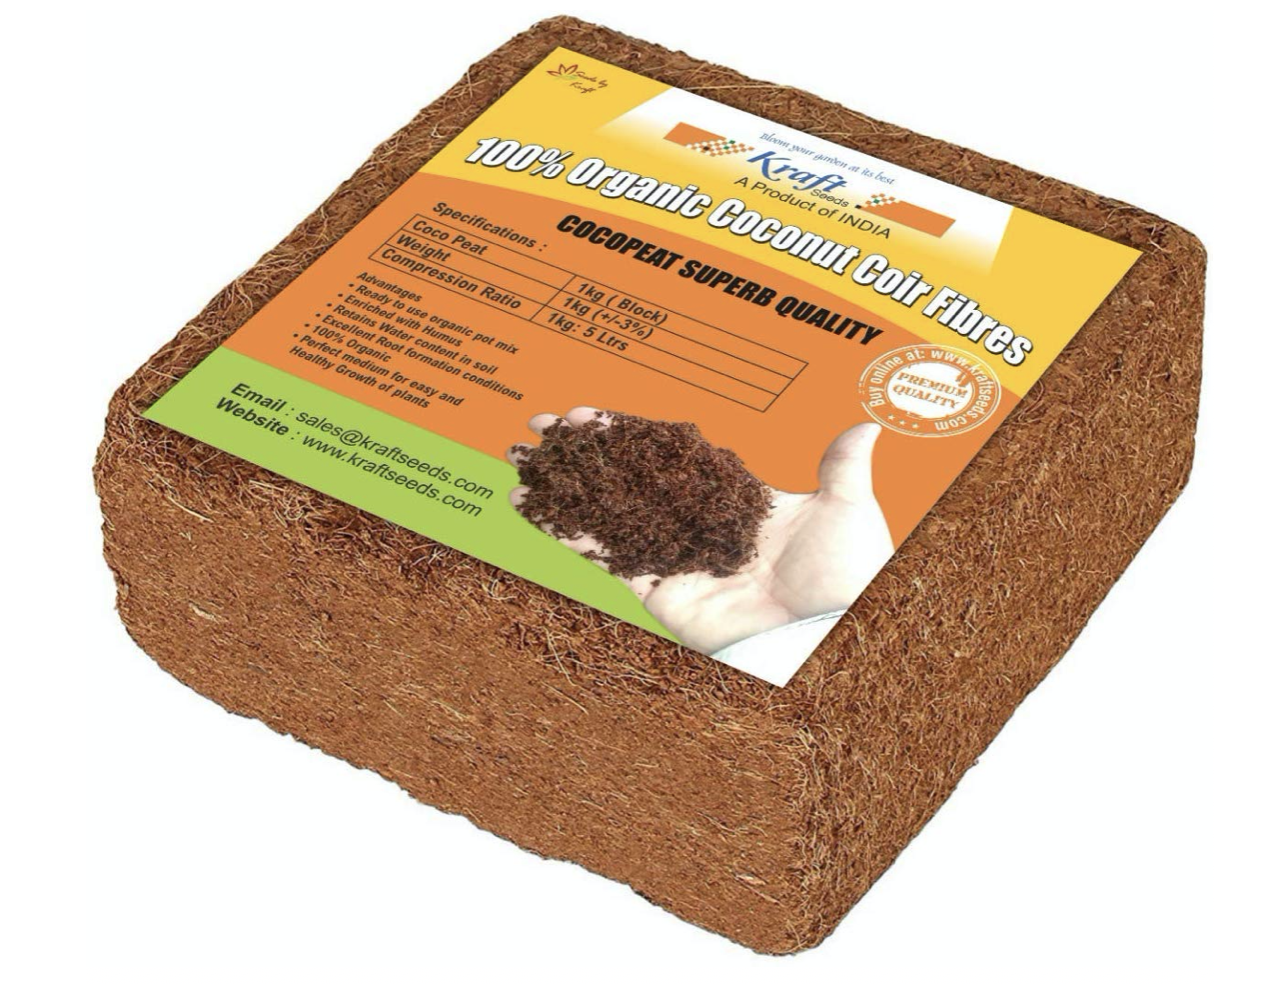 Seeds by
Kraft
Bloom your garden at its best
Kraft
Seeds
A Product of INDIA
100% Organic Coconut Coir Fibres
COCOPEAT SUPERB QUALITY
Specifications :
Coco Peat 1kg ( Block)
Weight 1kg (+/-3%)
Compression Ratio 1kg: 5 Ltrs
Advantages
• Ready to use organic pot mix
• Enriched with Humus
• Retains Water content in soil
• Excellent Root formation conditions
• 100% Organic
• Perfect medium for easy and
Healthy Growth of plants
Buy online at: www.kraftseeds.com
PREMIUM
QUALITY
Email : sales@kraftseeds.com
Website : www.kraftseeds.com